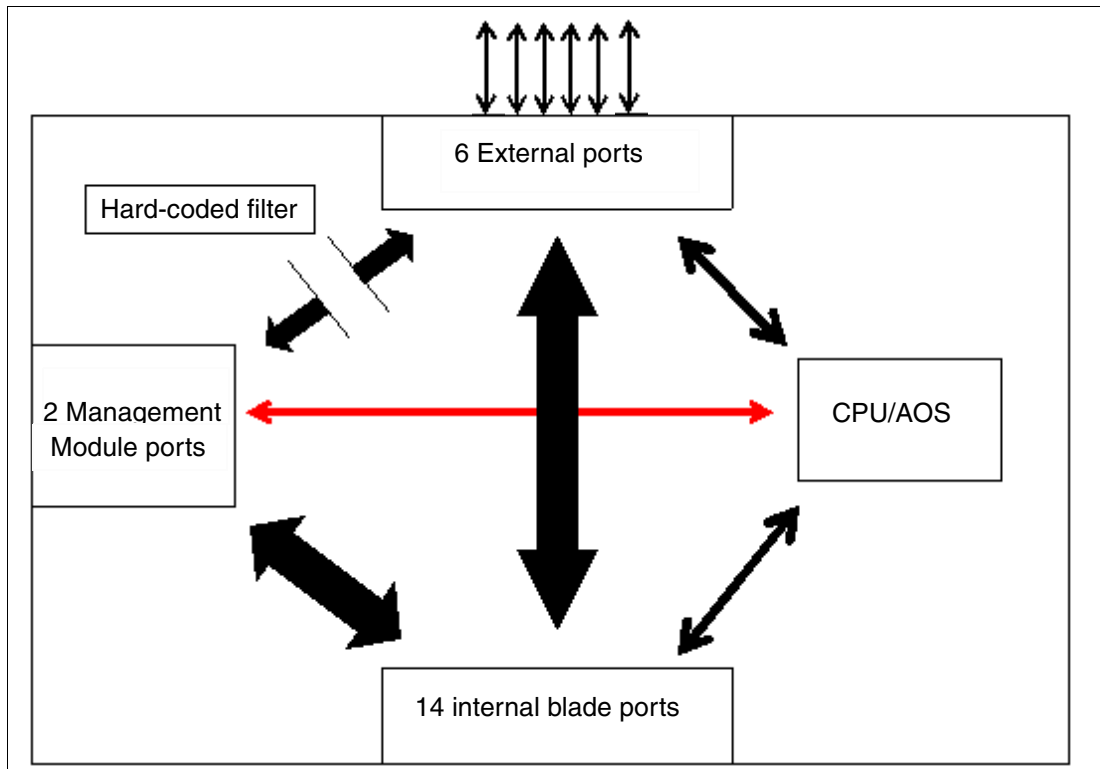 6 External ports
Hard-coded filter
2 Management
Module ports
CPU/AOS
14 internal blade ports